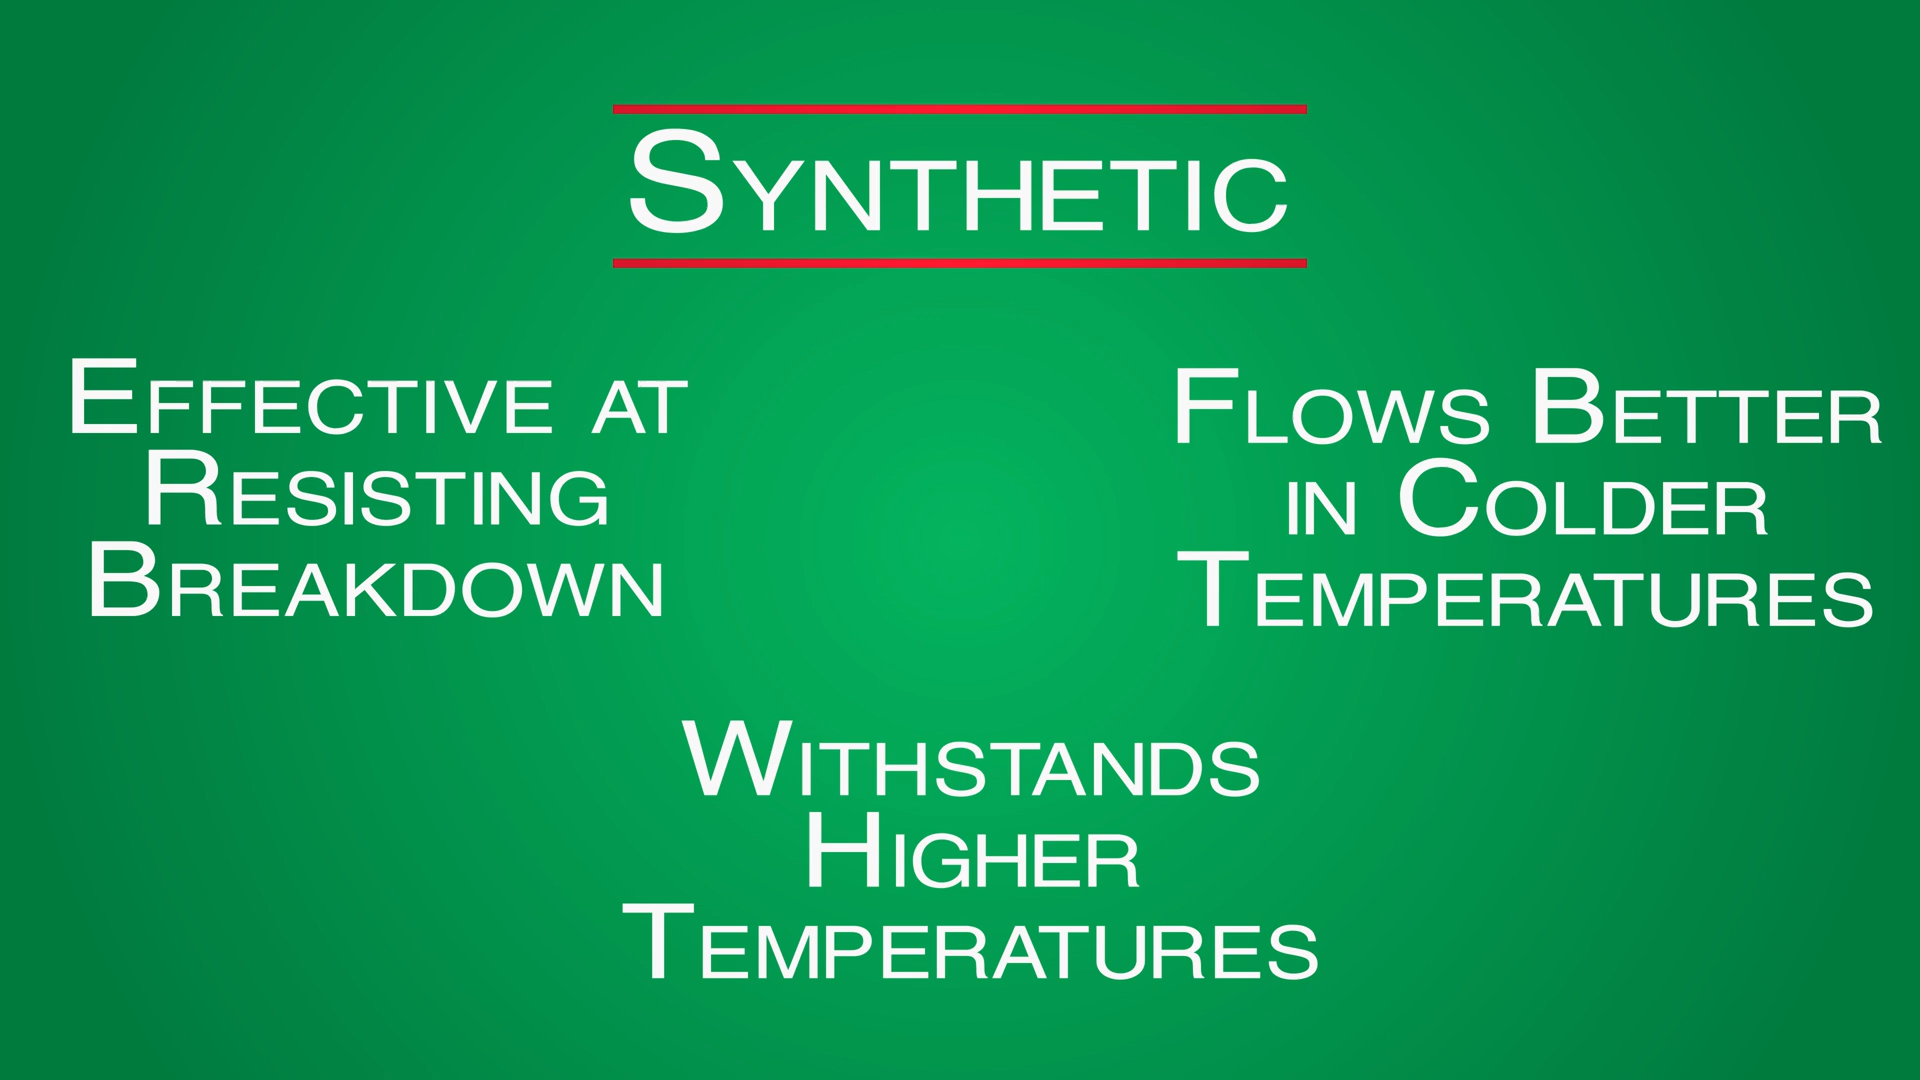 Synthetic
Effective at
Resisting
Breakdown
Flows Better
in Colder
Temperatures
Withstands
Higher
Temperatures